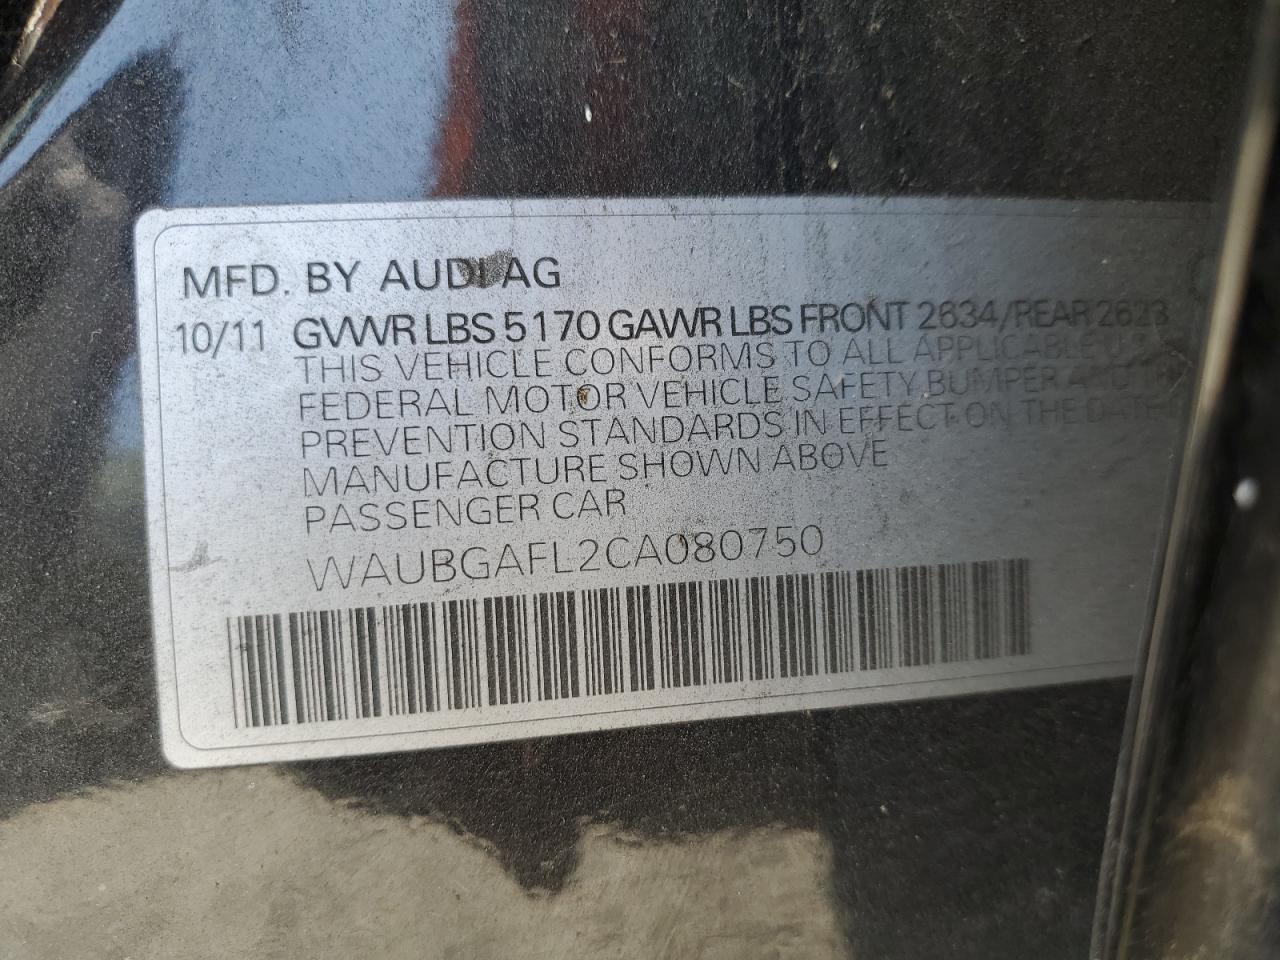 MFD. BY AUDI AG
10/11 GVWR LBS 5170 GAWR LBS FRONT 2634/REAR 2623
THIS VEHICLE CONFORMS TO ALL APPLICABLE U.S.
FEDERAL MOTOR VEHICLE SAFETY, BUMPER AND
PREVENTION STANDARDS IN EFFECT ON THE DATE
MANUFACTURE SHOWN ABOVE
PASSENGER CAR
WAUBGAFL2CA080750